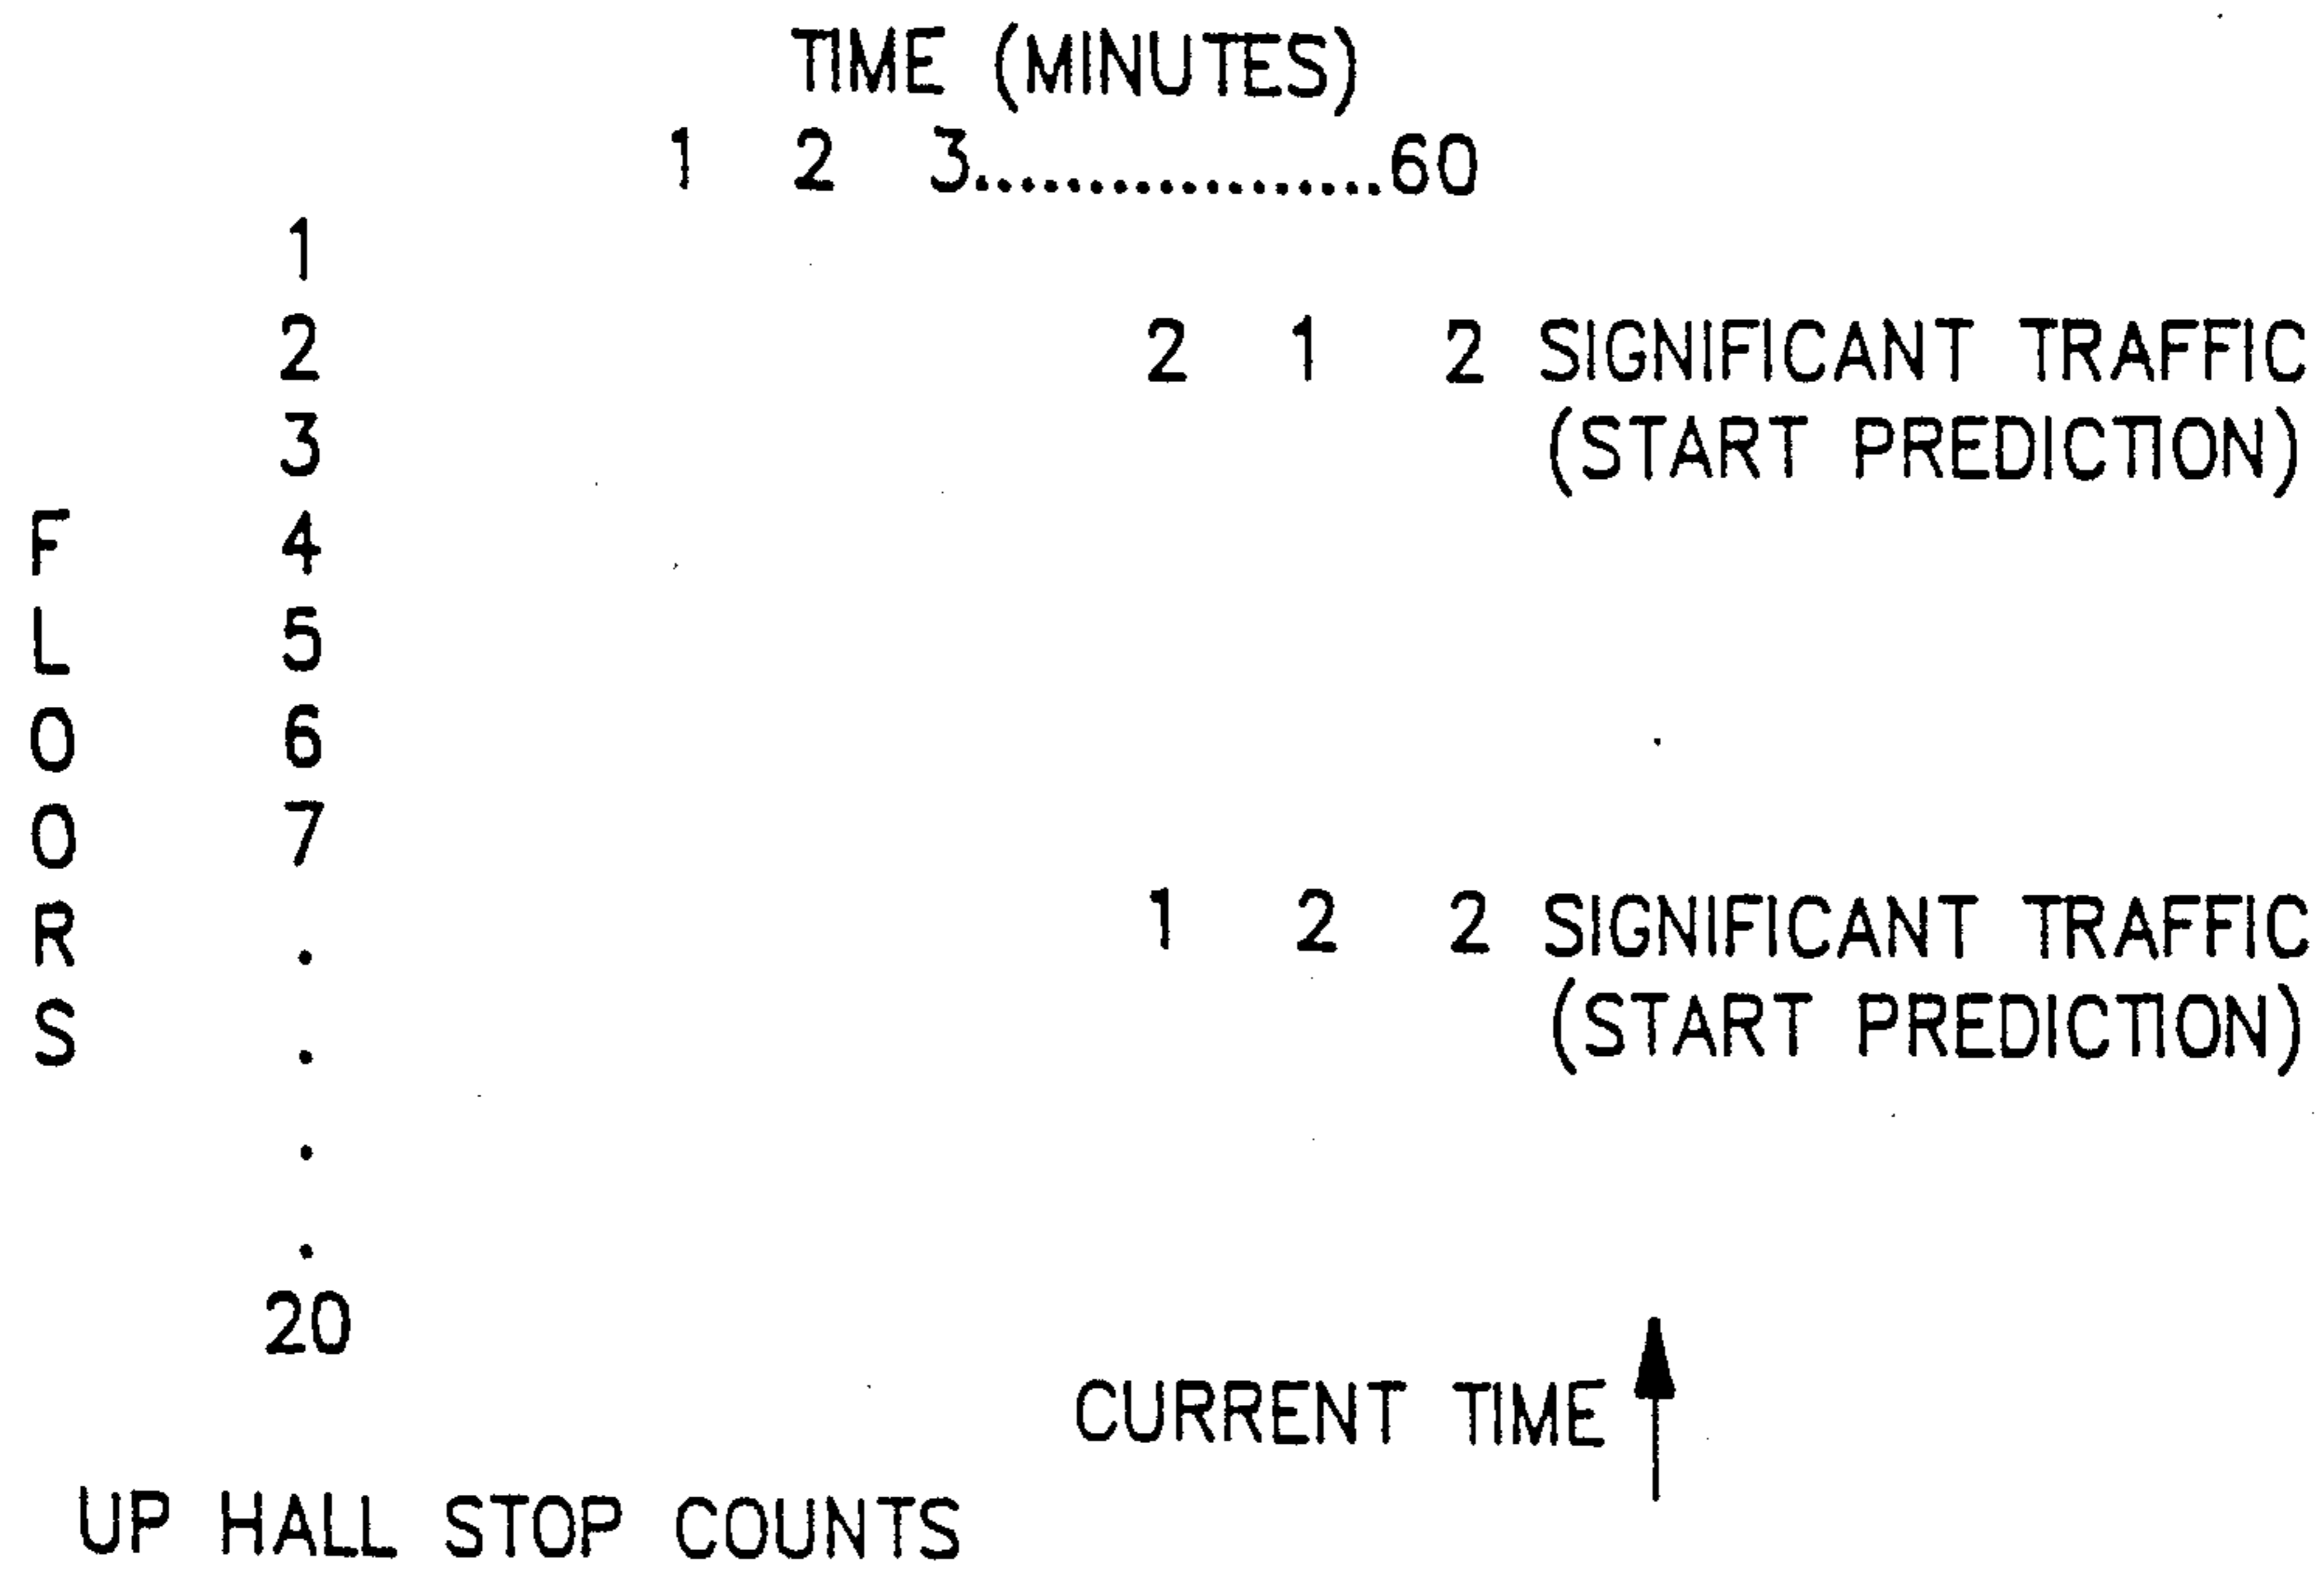 TIME (MINUTES)
1 2 3..................60
1
2 2 1 2 SIGNIFICANT TRAFFIC
3 (START PREDICTION)
F 4
L 5
O 6
O 7
R . 1 2 2 SIGNIFICANT TRAFFIC
S . (START PREDICTION)
.
.
20
CURRENT TIME
UP HALL STOP COUNTS